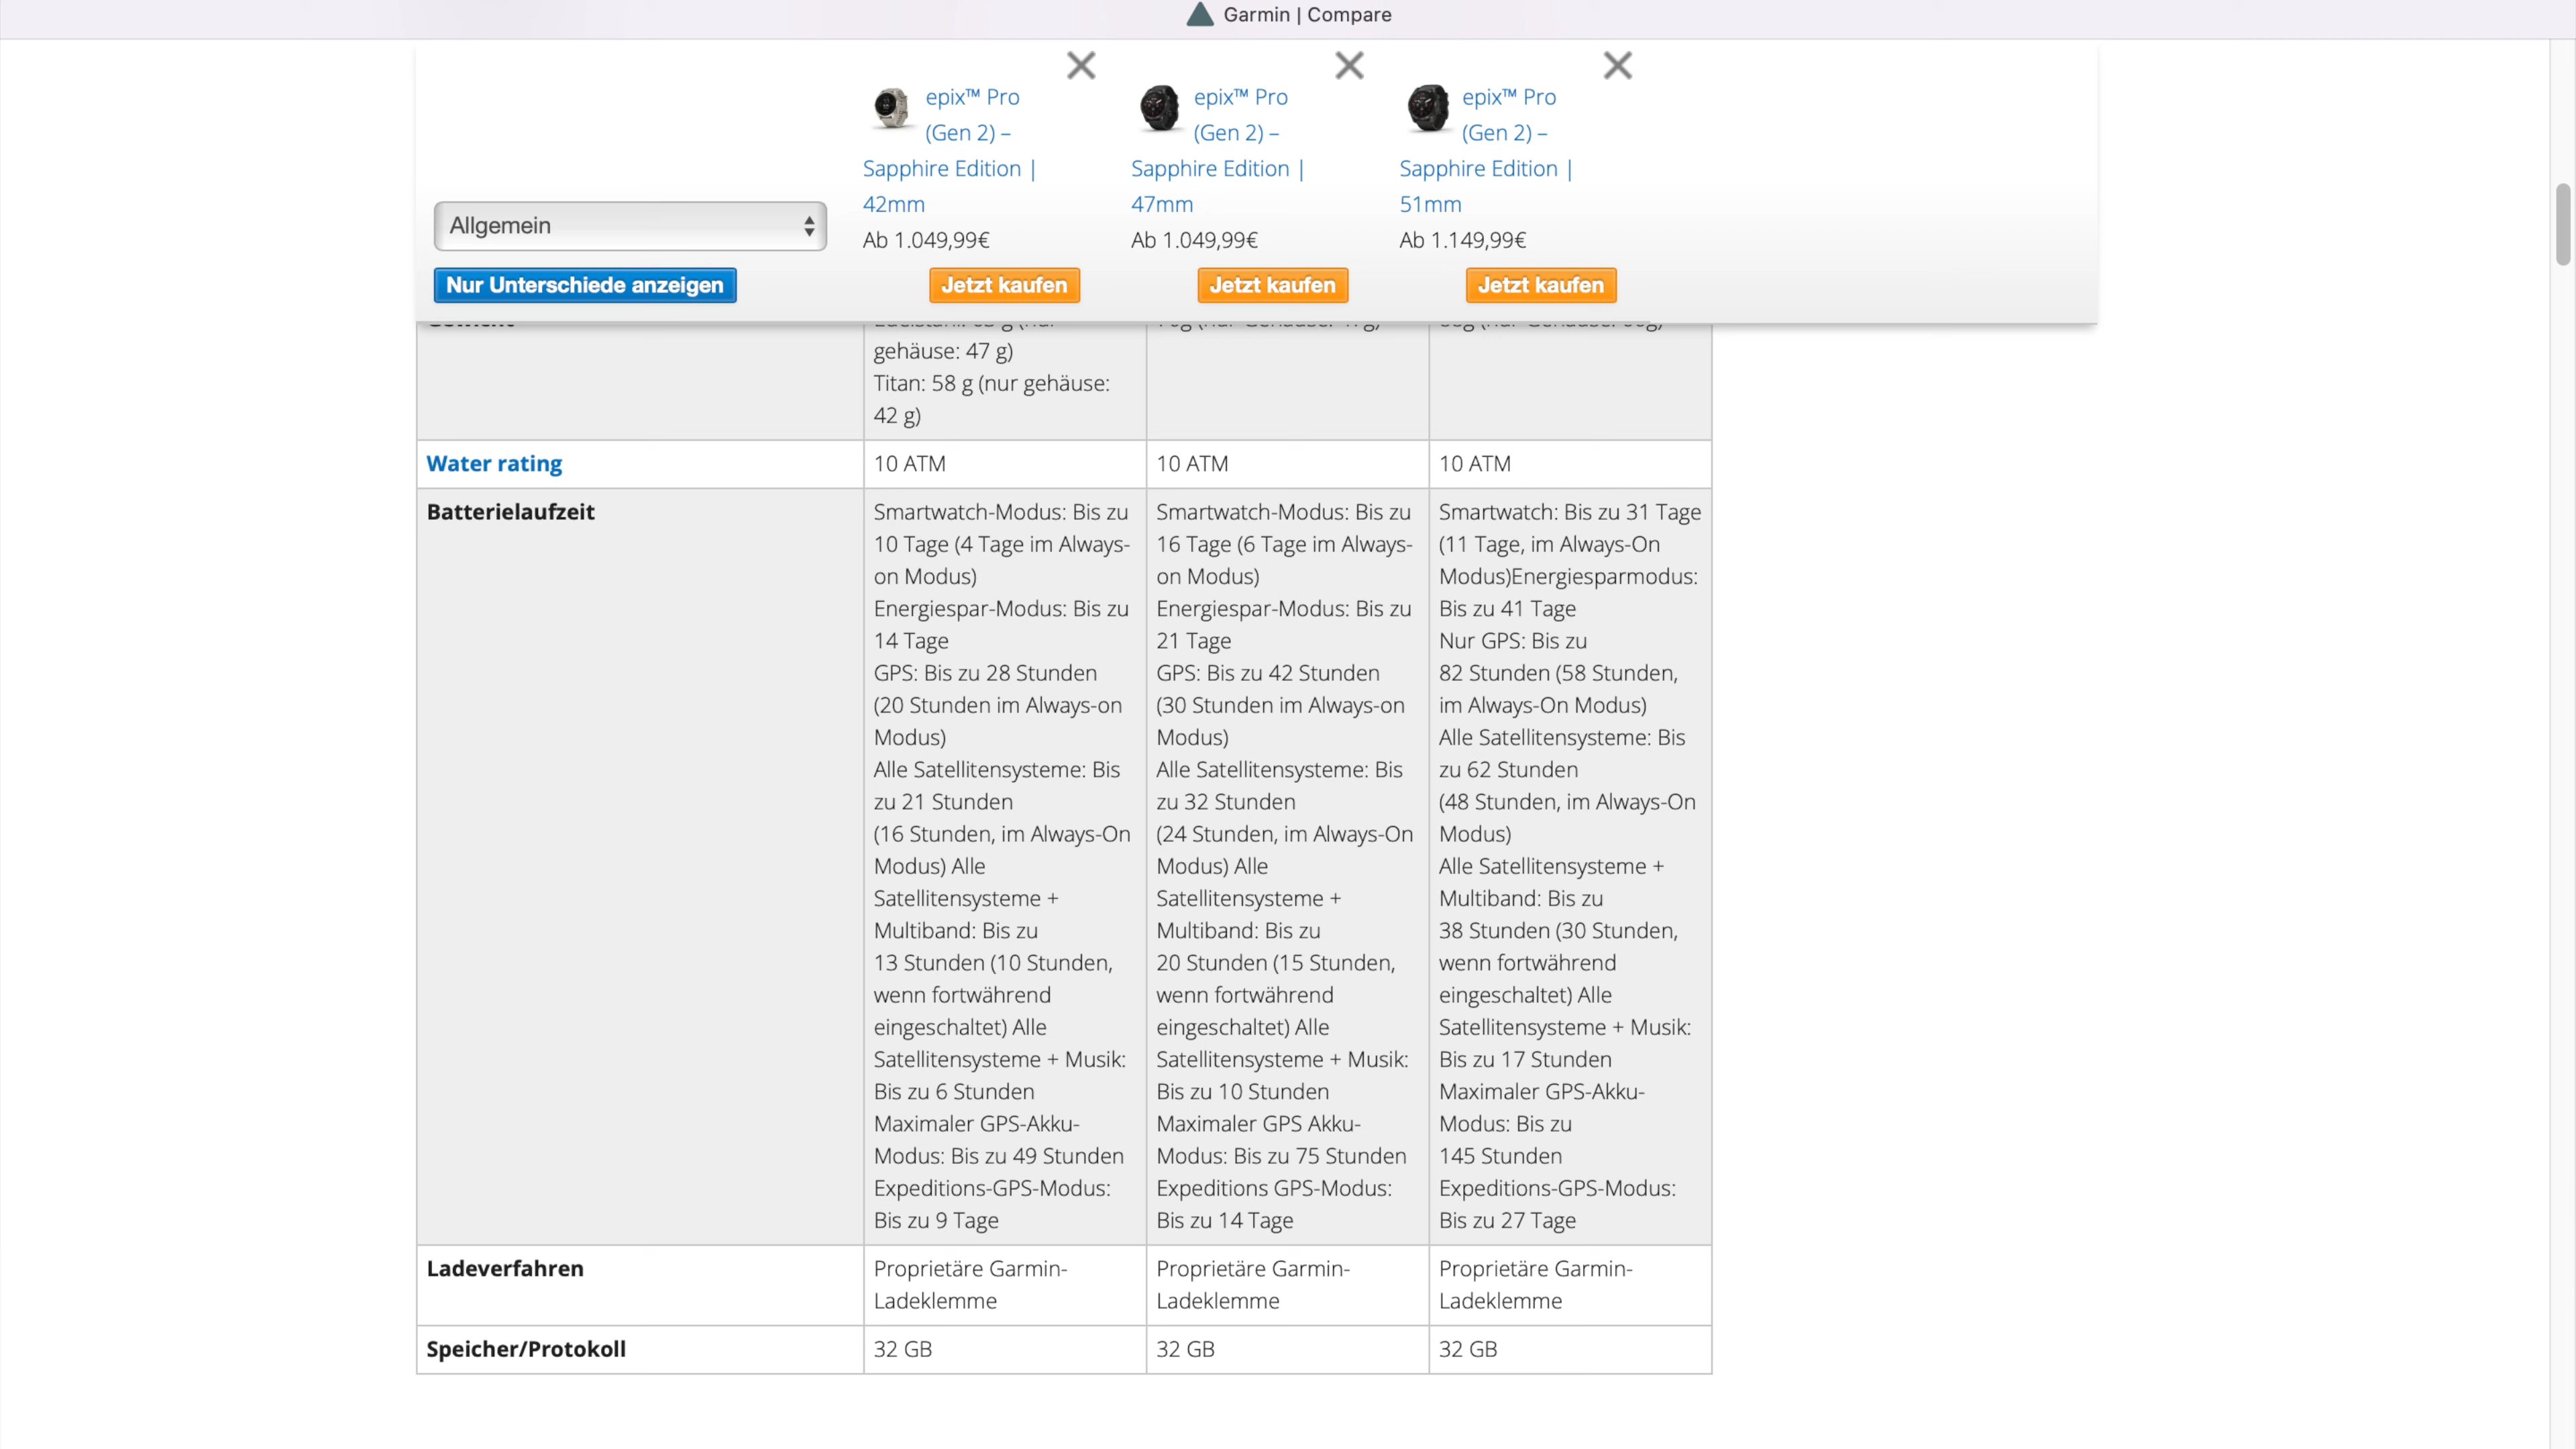 Garmin | Compare
epix™ Pro
(Gen 2) –
Sapphire Edition |
42mm
Ab 1.049,99€
Jetzt kaufen
epix™ Pro
(Gen 2) –
Sapphire Edition |
47mm
Ab 1.049,99€
Jetzt kaufen
epix™ Pro
(Gen 2) –
Sapphire Edition |
51mm
Ab 1.149,99€
Jetzt kaufen
Allgemein
Nur Unterschiede anzeigen
gehäuse: 47 g)
Titan: 58 g (nur gehäuse:
42 g)
Water rating
10 ATM
10 ATM
10 ATM
Batterielaufzeit
Smartwatch-Modus: Bis zu
10 Tage (4 Tage im Always-
on Modus)
Energiespar-Modus: Bis zu
14 Tage
GPS: Bis zu 28 Stunden
(20 Stunden im Always-on
Modus)
Alle Satellitensysteme: Bis
zu 21 Stunden
(16 Stunden, im Always-On
Modus) Alle
Satellitensysteme +
Multiband: Bis zu
13 Stunden (10 Stunden,
wenn fortwährend
eingeschaltet) Alle
Satellitensysteme + Musik:
Bis zu 6 Stunden
Maximaler GPS-Akku-
Modus: Bis zu 49 Stunden
Expeditions-GPS-Modus:
Bis zu 9 Tage
Smartwatch-Modus: Bis zu
16 Tage (6 Tage im Always-
on Modus)
Energiespar-Modus: Bis zu
21 Tage
GPS: Bis zu 42 Stunden
(30 Stunden im Always-on
Modus)
Alle Satellitensysteme: Bis
zu 32 Stunden
(24 Stunden, im Always-On
Modus) Alle
Satellitensysteme +
Multiband: Bis zu
20 Stunden (15 Stunden,
wenn fortwährend
eingeschaltet) Alle
Satellitensysteme + Musik:
Bis zu 10 Stunden
Maximaler GPS Akku-
Modus: Bis zu 75 Stunden
Expeditions GPS-Modus:
Bis zu 14 Tage
Smartwatch: Bis zu 31 Tage
(11 Tage, im Always-On
Modus)Energiesparmodus:
Bis zu 41 Tage
Nur GPS: Bis zu
82 Stunden (58 Stunden,
im Always-On Modus)
Alle Satellitensysteme: Bis
zu 62 Stunden
(48 Stunden, im Always-On
Modus)
Alle Satellitensysteme +
Multiband: Bis zu
38 Stunden (30 Stunden,
wenn fortwährend
eingeschaltet) Alle
Satellitensysteme + Musik:
Bis zu 17 Stunden
Maximaler GPS-Akku-
Modus: Bis zu
145 Stunden
Expeditions-GPS-Modus:
Bis zu 27 Tage
Ladeverfahren
Proprietäre Garmin-
Ladeklemme
Proprietäre Garmin-
Ladeklemme
Proprietäre Garmin-
Ladeklemme
Speicher/Protokoll
32 GB
32 GB
32 GB